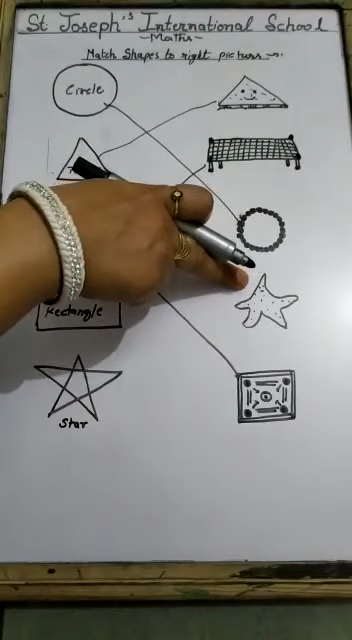 St Joseph's International School
-Maths-
Match Shapes to right picture
Circle
Rectangle
Star